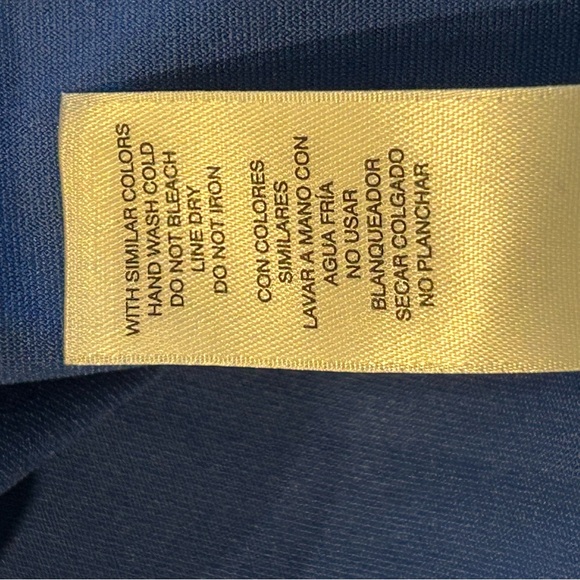 WITH SIMILAR COLORS
HAND WASH COLD
DO NOT BLEACH
LINE DRY
DO NOT IRON
CON COLORES
SIMILARES
LAVAR A MANO CON
AGUA FRÍA
NO USAR
BLANQUEADOR
SECAR COLGADO
NO PLANCHAR